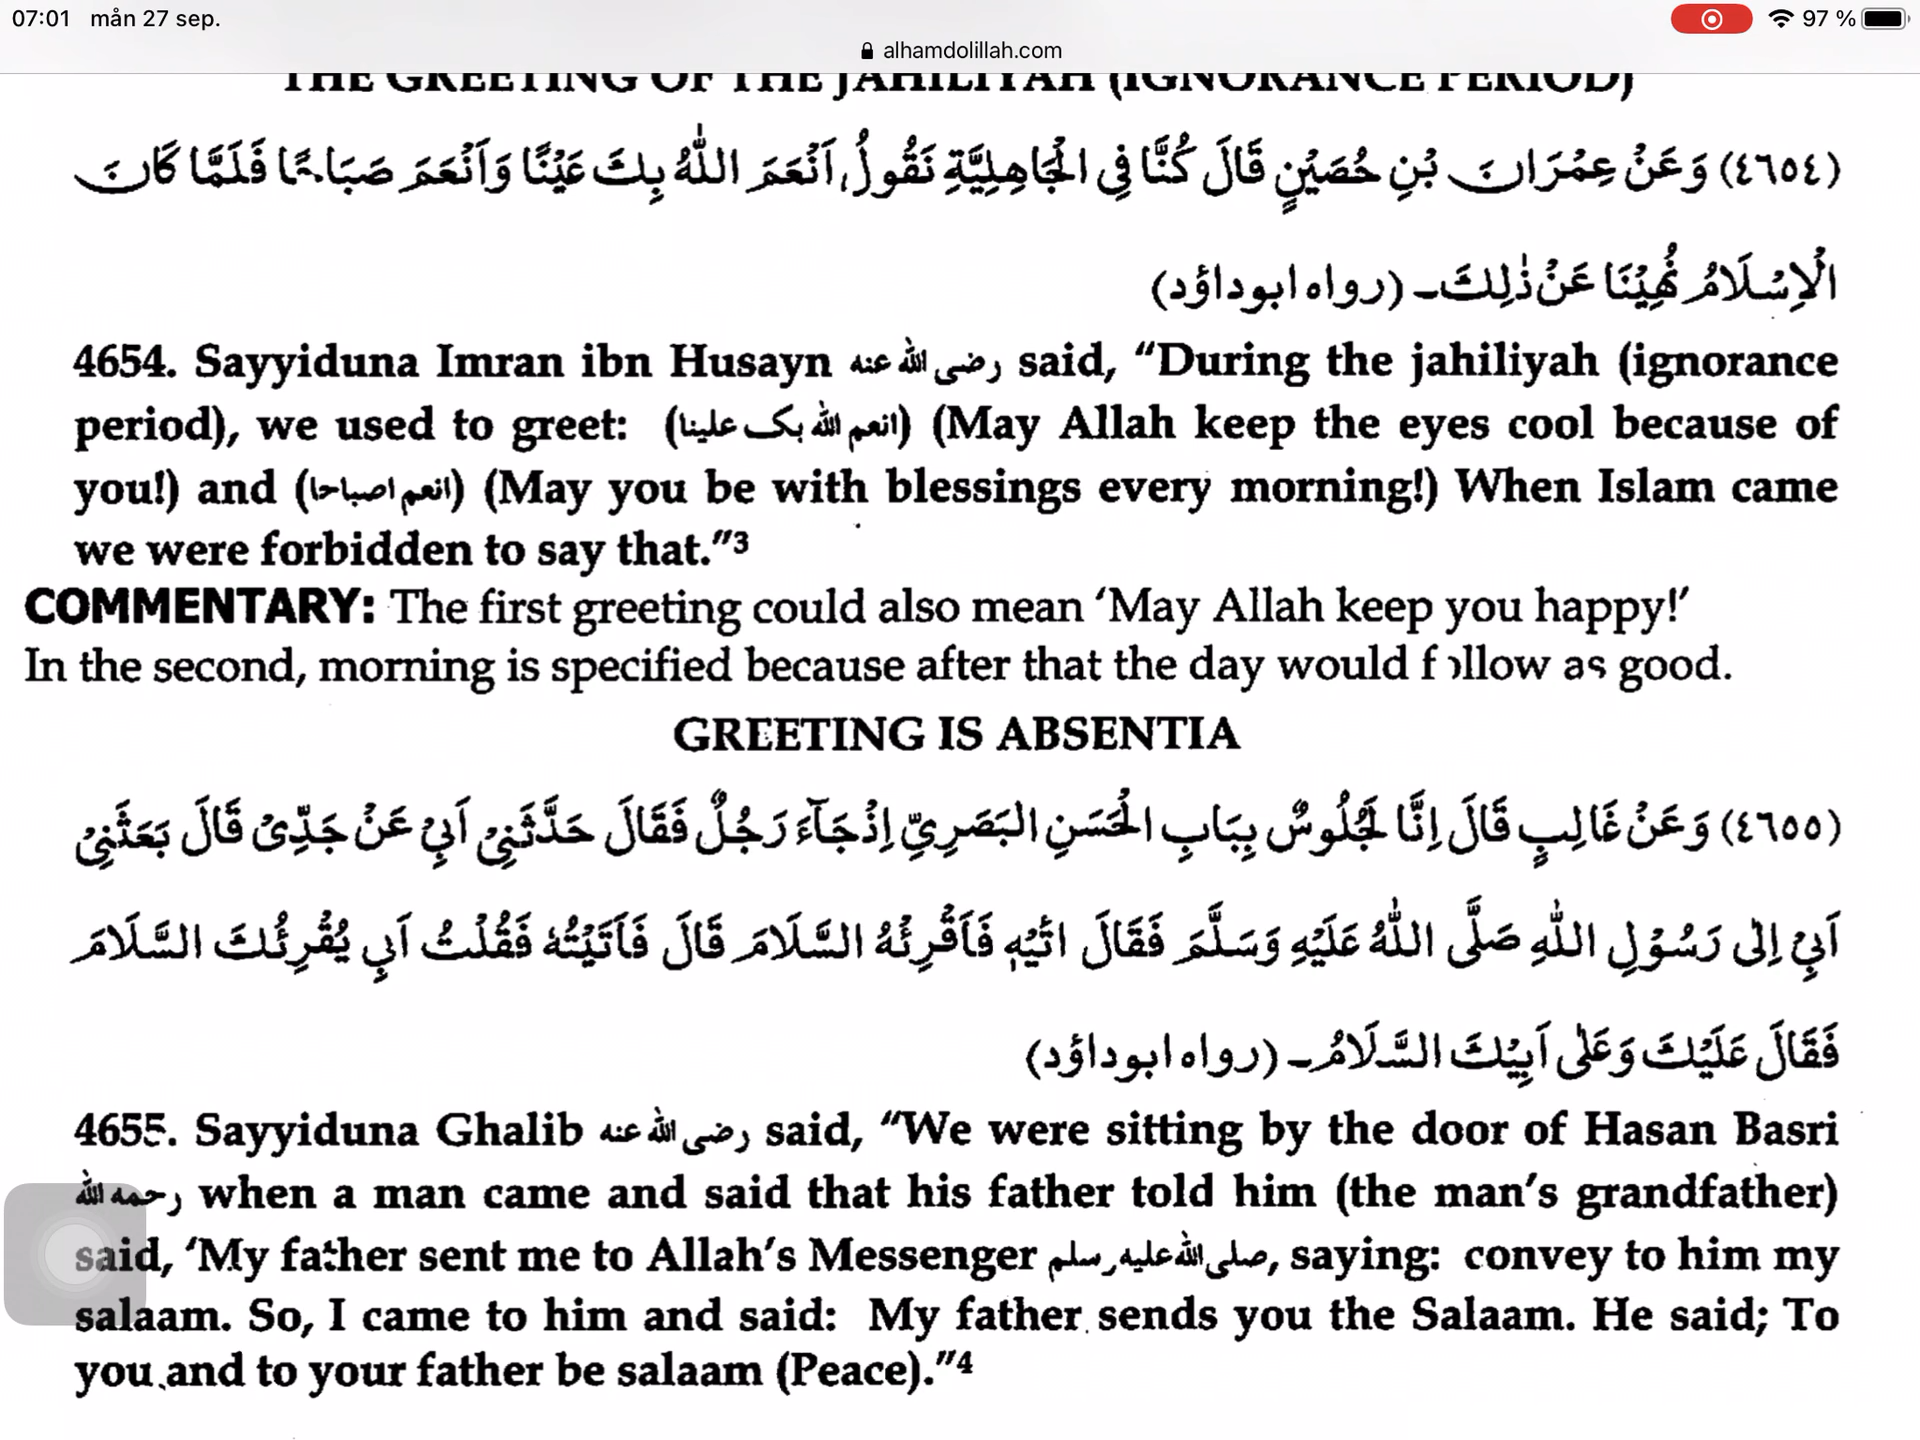 07:01 mån 27 sep.
97 %
alhamdolillah.com
THE GREETING OF THE JAHILIYAH (IGNORANCE PERIOD)
(٤٦٥٤) وَعَنْ عِمْرَانَ بْنِ حُصَيْنٍ قَالَ كُنَّا فِي الْجَاهِلِيَّةِ نَقُولُ اَنْعَمَ اللّٰهُ بِكَ عَيْنًا وَاَنْعَمَ صَبَاحًا فَلَمَّا كَانَ
الْاِسْلَامُ نُهِيْنَا عَنْ ذٰلِكَ۔ (رواه ابوداؤد)
4654. Sayyiduna Imran ibn Husayn رضی الله عنه said, “During the jahiliyah (ignorance
period), we used to greet: (انعم الله بک علینا) (May Allah keep the eyes cool because of
you!) and (انعم اصباحا) (May you be with blessings every morning!) When Islam came
we were forbidden to say that.”3
COMMENTARY: The first greeting could also mean ‘May Allah keep you happy!’
In the second, morning is specified because after that the day would follow as good.
GREETING IS ABSENTIA
(٤٦٥٥) وَعَنْ غَالِبٍ قَالَ اِنَّا لَجُلُوسٌ بِبَابِ الْحَسَنِ الْبَصَرِيِّ اِذْجَآءَ رَجُلٌ فَقَالَ حَدَّثَنِيْ اَبِيْ عَنْ جَدِّىْ قَالَ بَعَثَنِيْ
اَبِيْ اِلٰى رَسُوْلِ اللّٰهِ صَلَّى اللّٰهُ عَلَيْهِ وَسَلَّمَ فَقَالَ ائْتِهٖ فَاَقْرِئْهُ السَّلَامَ قَالَ فَاَتَيْتُهٗ فَقُلْتُ اَبِي يُقْرِئُكَ السَّلَامَ
فَقَالَ عَلَيْكَ وَعَلٰى اَبِيْكَ السَّلَامُ۔ (رواه ابوداؤد)
4655. Sayyiduna Ghalib رضی الله عنه said, “We were sitting by the door of Hasan Basri
رحمه الله when a man came and said that his father told him (the man’s grandfather)
said, ‘My father sent me to Allah’s Messenger صلی الله علیه وسلم, saying: convey to him my
salaam. So, I came to him and said: My father sends you the Salaam. He said; To
you and to your father be salaam (Peace).”4